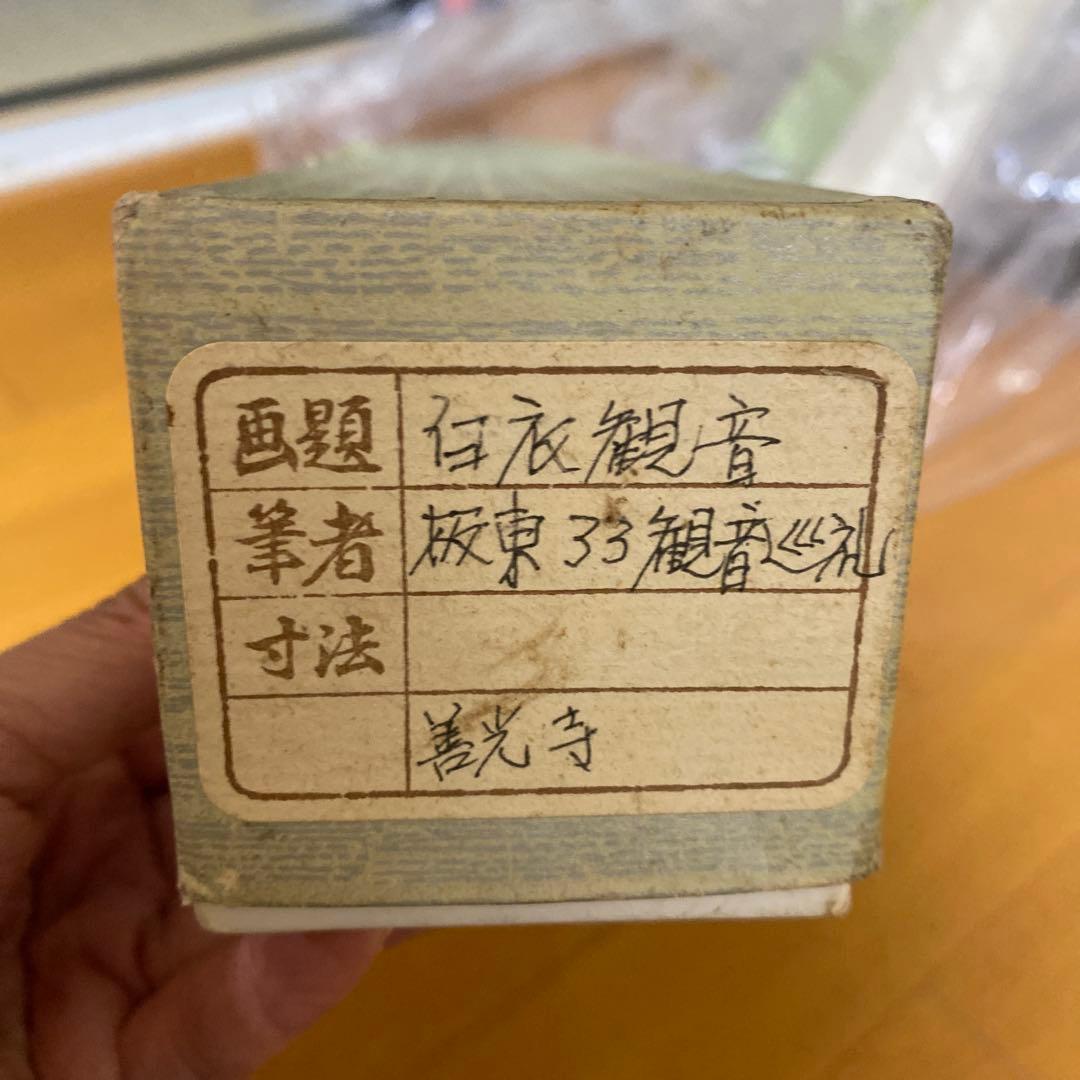 画題 白衣観音
筆者 板東33観音巡礼
寸法
善光寺